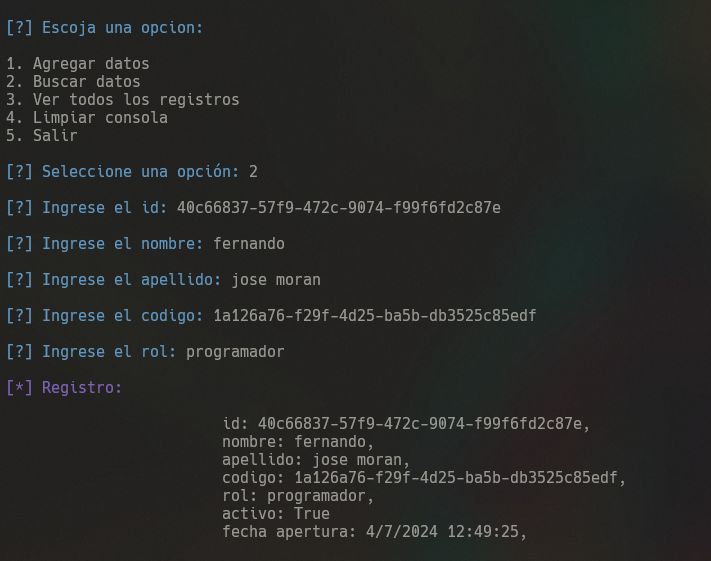 [?] Escoja una opcion:
1. Agregar datos
2. Buscar datos
3. Ver todos los registros
4. Limpiar consola
5. Salir
[?] Seleccione una opción: 2
[?] Ingrese el id: 40c66837-57f9-472c-9074-f99f6fd2c87e
[?] Ingrese el nombre: fernando
[?] Ingrese el apellido: jose moran
[?] Ingrese el codigo: 1a126a76-f29f-4d25-ba5b-db3525c85edf
[?] Ingrese el rol: programador
[*] Registro:
id: 40c66837-57f9-472c-9074-f99f6fd2c87e,
nombre: fernando,
apellido: jose moran,
codigo: 1a126a76-f29f-4d25-ba5b-db3525c85edf,
rol: programador,
activo: True
fecha apertura: 4/7/2024 12:49:25,